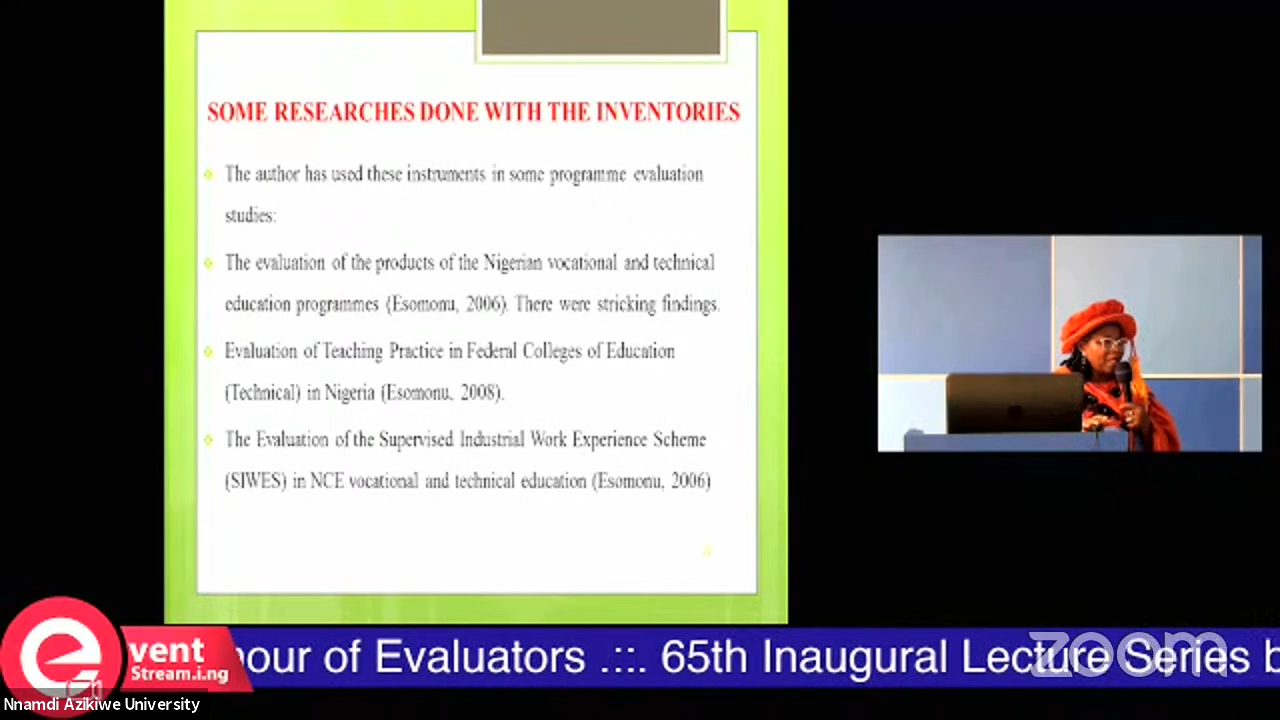 SOME RESEARCHES DONE WITH THE INVENTORIES
The author has used these instruments in some programme evaluation
studies:
The evaluation of the products of the Nigerian vocational and technical
education programmes (Esomonu, 2006). There were stricking findings.
Evaluation of Teaching Practice in Federal Colleges of Education
(Technical) in Nigeria (Esomonu, 2008).
The Evaluation of the Supervised Industrial Work Experience Scheme
(SIWES) in NCE vocational and technical education (Esomonu, 2006)
e vent
Stream.i.ng
our of Evaluators .::. 65th Inaugural Lecture Series b
zoom
Nnamdi Azikiwe University